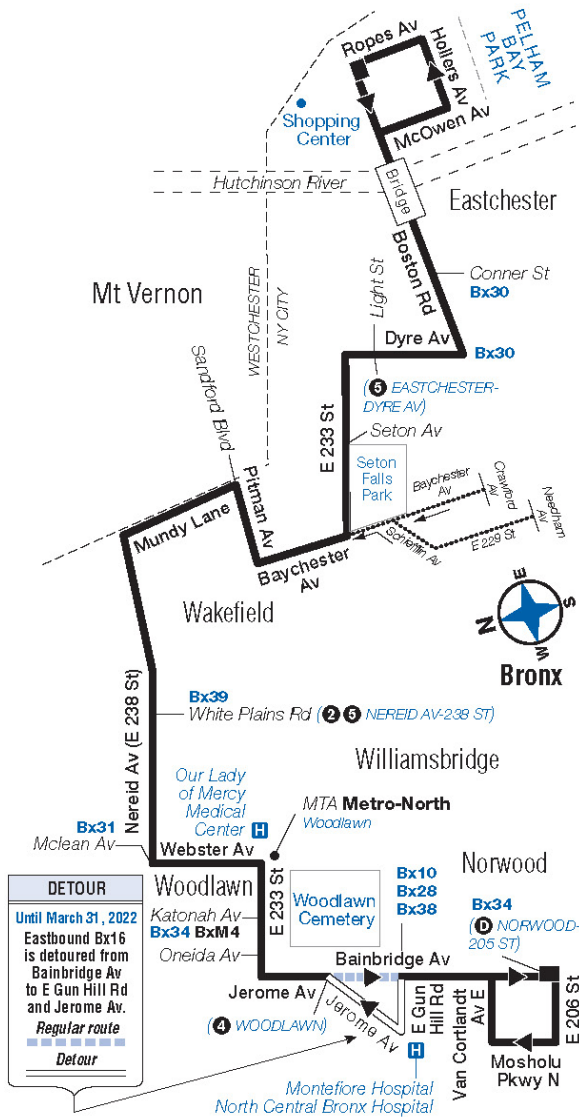 Ropes Av
Hollers Av
PELHAM
BAY
PARK
Shopping
Center
McOwen Av
Hutchinson River
Bridge
Eastchester
Boston Rd
Conner St
Bx30
Mt Vernon
WESTCHESTER
NY CITY
Light St
Dyre Av
Bx30
(5 EASTCHESTER-
DYRE AV)
Sandford Blvd
E 233 St
Seton Av
Seton
Falls
Park
Baychester
Av
Crawford
Av
Needham
Av
Pitman Av
Mundy Lane
Schiefflin Av
E 229 St
Baychester
Av
Wakefield
N
E
S
W
Bronx
Nereid Av (E 238 St)
Bx39
White Plains Rd (2 5 NEREID AV-238 ST)
Williamsbridge
Our Lady
of Mercy
Medical
Center H
MTA Metro-North
Woodlawn
Bx31
Mclean Av
Webster Av
Woodlawn
E 233 St
Woodlawn
Cemetery
Bx10
Bx28
Bx38
Norwood
Bx34
(D NORWOOD-
205 ST)
Katonah Av
Bx34 BxM4
Oneida Av
Bainbridge Av
Jerome Av
Jerome Av
(4 WOODLAWN)
E Gun
Hill Rd
Van Cortlandt
Av E
E 206 St
Mosholu
Pkwy N
H
Montefiore Hospital
North Central Bronx Hospital
DETOUR
Until March 31, 2022
Eastbound Bx16
is detoured from
Bainbridge Av
to E Gun Hill Rd
and Jerome Av.
Regular route
Detour